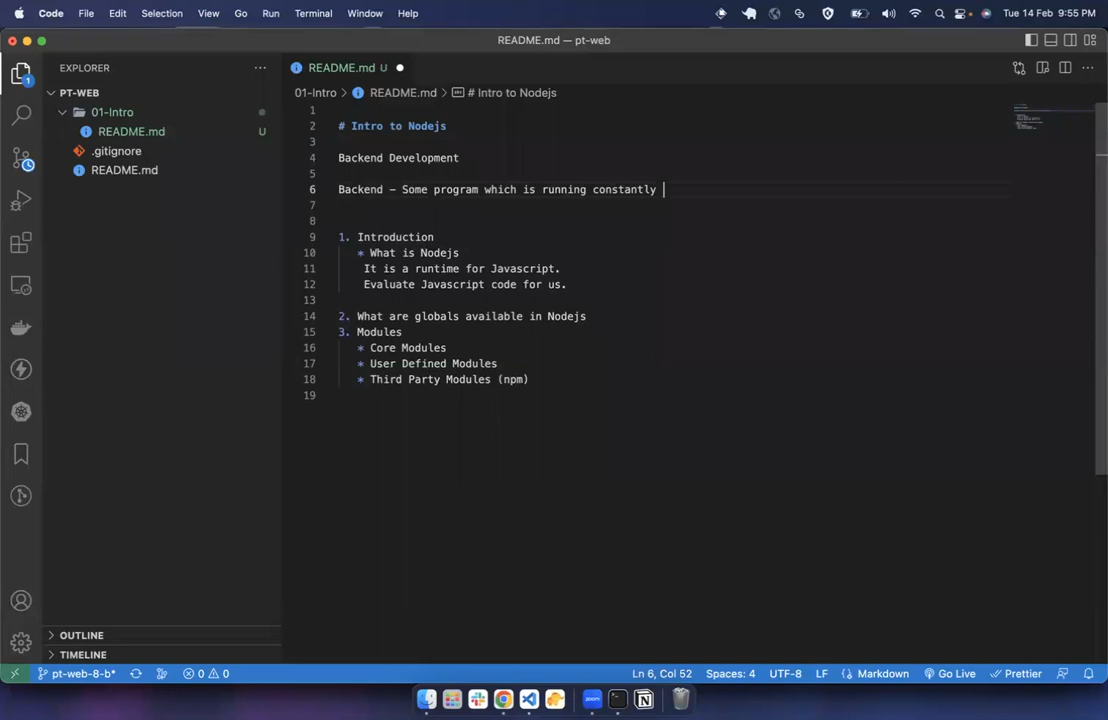 Code File Edit Selection View Go Run Terminal Window Help Tue 14 Feb 9:55 PM
README.md — pt-web
EXPLORER
README.md U
PT-WEB
01-Intro > README.md > # Intro to Nodejs
01-Intro
README.md U
.gitignore
README.md
1
2 # Intro to Nodejs
3
4 Backend Development
5
6 Backend - Some program which is running constantly
7
8
9 1. Introduction
10 * What is Nodejs
11 It is a runtime for Javascript.
12 Evaluate Javascript code for us.
13
14 2. What are globals available in Nodejs
15 3. Modules
16 * Core Modules
17 * User Defined Modules
18 * Third Party Modules (npm)
19
OUTLINE
TIMELINE
pt-web-8-b* 0 0 Ln 6, Col 52 Spaces: 4 UTF-8 LF Markdown Go Live Prettier
zoom